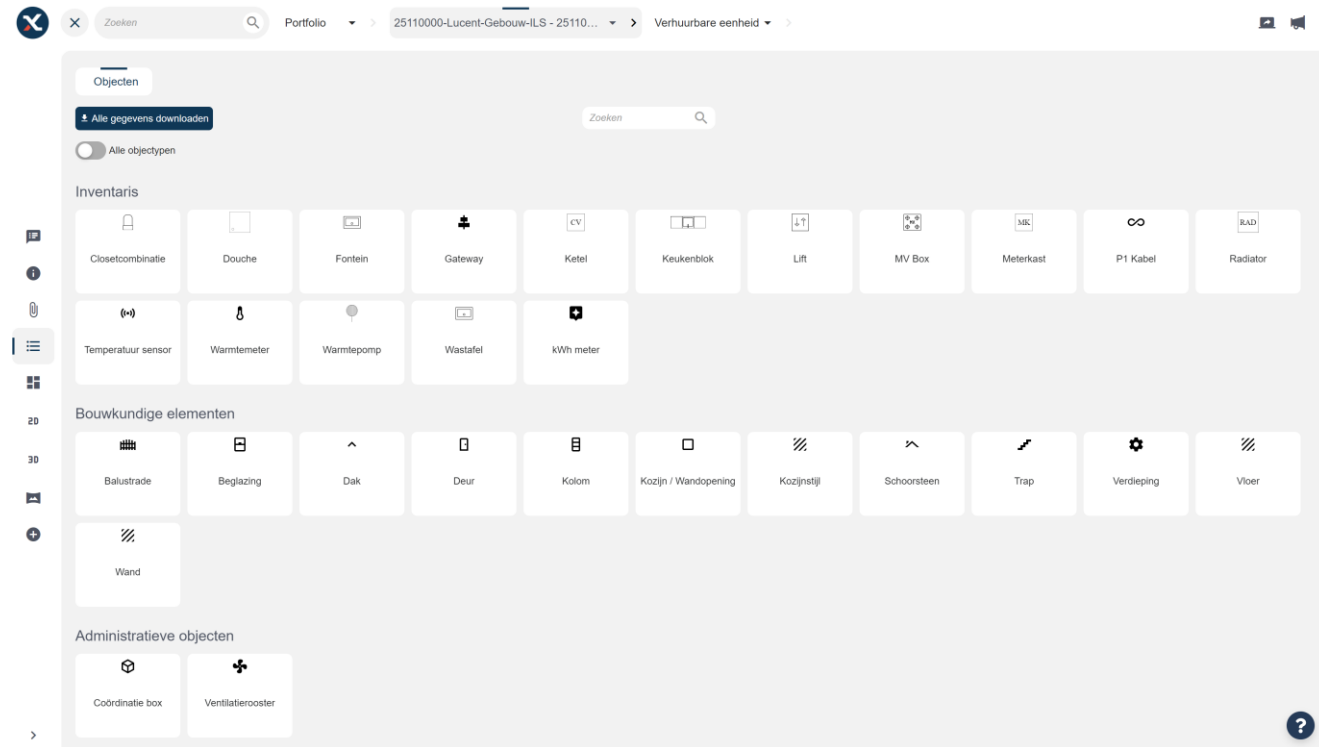 Zoeken
Portfolio
25110000-Lucent-Gebouw-ILS - 25110...
Verhuurbare eenheid
Objecten
Alle gegevens downloaden
Zoeken
Alle objectypen
Inventaris
CV
MK
RAD
Closetcombinatie
Douche
Fontein
Gateway
Ketel
Keukenblok
Lift
MV Box
Meterkast
P1 Kabel
Radiator
Temperatuur sensor
Warmtemeter
Warmtepomp
Wastafel
kWh meter
2D
Bouwkundige elementen
3D
Balustrade
Beglazing
Dak
Deur
Kolom
Kozijn / Wandopening
Kozijnstijl
Schoorsteen
Trap
Verdieping
Vloer
Wand
Administratieve objecten
Coördinatie box
Ventilatierooster
?